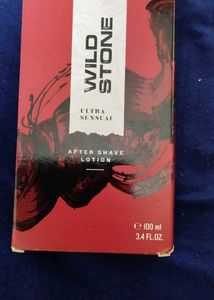 WILD
STONE
ULTRA
SENSUAL
AFTER SHAVE
LOTION
℮ 100 ml
3.4 FL.OZ.